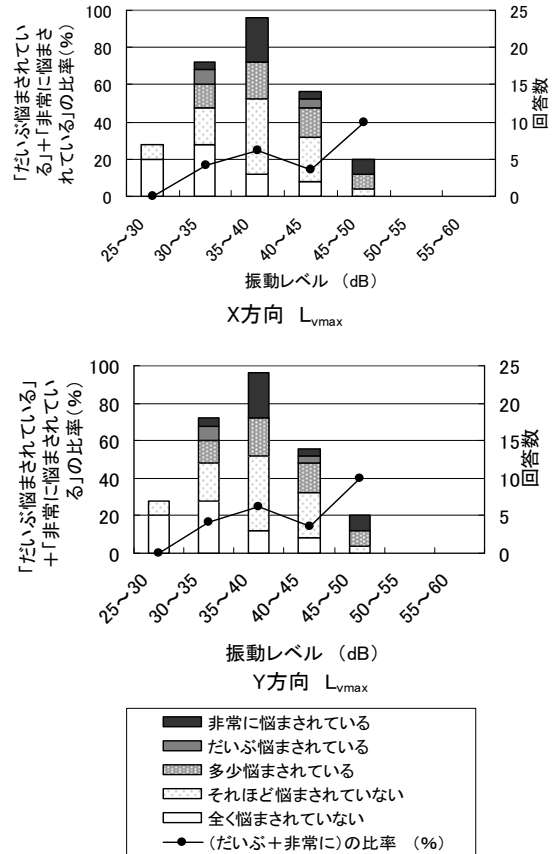 「だいぶ悩まされてい
る」+「非常に悩まさ
れている」の比率(%)
100
80
60
40
20
0
25
20
15
10
5
0
回答数
25～30
30～35
35～40
40～45
45～50
50～55
55～60
振動レベル (dB)
X方向 Lvmax
「だいぶ悩まされている」
+「非常に悩まされてい
る」の比率(%)
100
80
60
40
20
0
25
20
15
10
5
0
回答数
25～30
30～35
35～40
40～45
45～50
50～55
55～60
振動レベル (dB)
Y方向 Lvmax
非常に悩まされている
だいぶ悩まされている
多少悩まされている
それほど悩まされていない
全く悩まされていない
(だいぶ+非常に)の比率 (%)